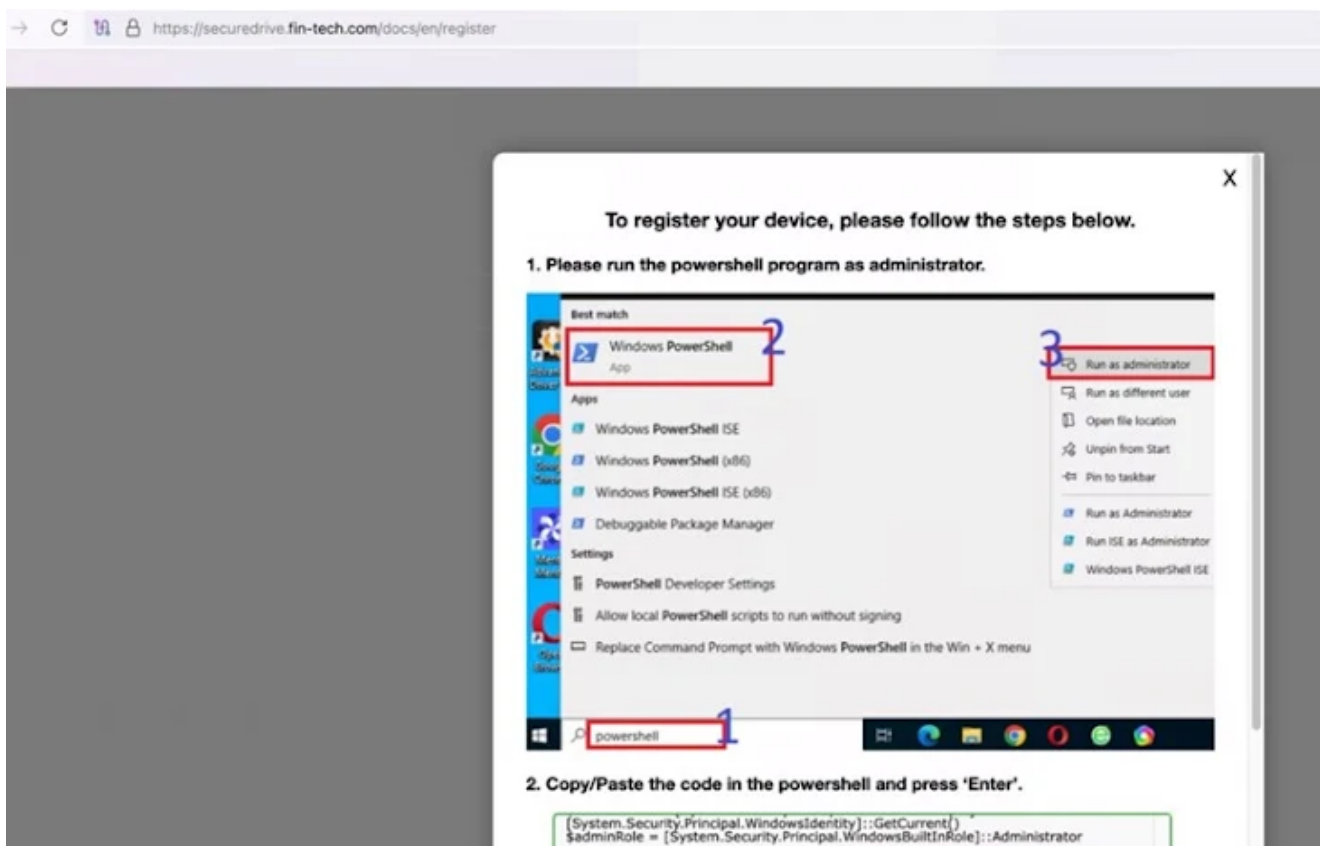 https://securedrive.fin-tech.com/docs/en/register
X
To register your device, please follow the steps below.
1. Please run the powershell program as administrator.
Best match
Windows PowerShell
App
2
Apps
Windows PowerShell ISE
Windows PowerShell (x86)
Windows PowerShell ISE (x86)
Debuggable Package Manager
Settings
PowerShell Developer Settings
Allow local PowerShell scripts to run without signing
Replace Command Prompt with Windows PowerShell in the Win + X menu
3
Run as administrator
Run as different user
Open file location
Unpin from Start
Pin to taskbar
Run as Administrator
Run ISE as Administrator
Windows PowerShell ISE
powershell
1
2. Copy/Paste the code in the powershell and press ‘Enter’.
[System.Security.Principal.WindowsIdentity]::GetCurrent()
$adminRole = [System.Security.Principal.WindowsBuiltInRole]::Administrator